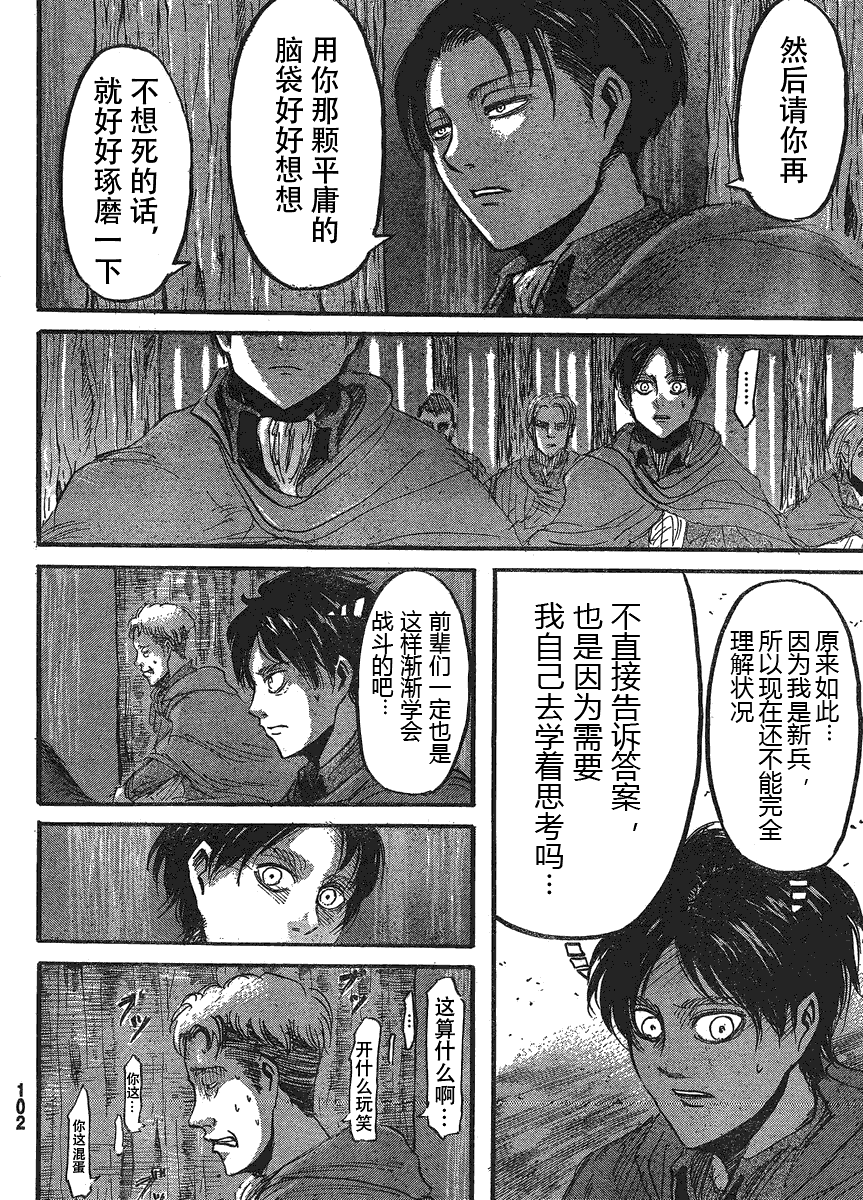 然后请你再
用你那颗平庸的
脑袋好好想想
不想死的话，
就好好琢磨一下
……
原来如此…
因为我是新兵，
所以现在还不能完全
理解状况
不直接告诉答案，
也是因为需要
我自己去学着思考吗…
前辈们一定也是
这样渐渐学会
战斗的吧…
这算什么啊…
…
开什么玩笑
你这…
你这混蛋
ブツ
ブツ
102